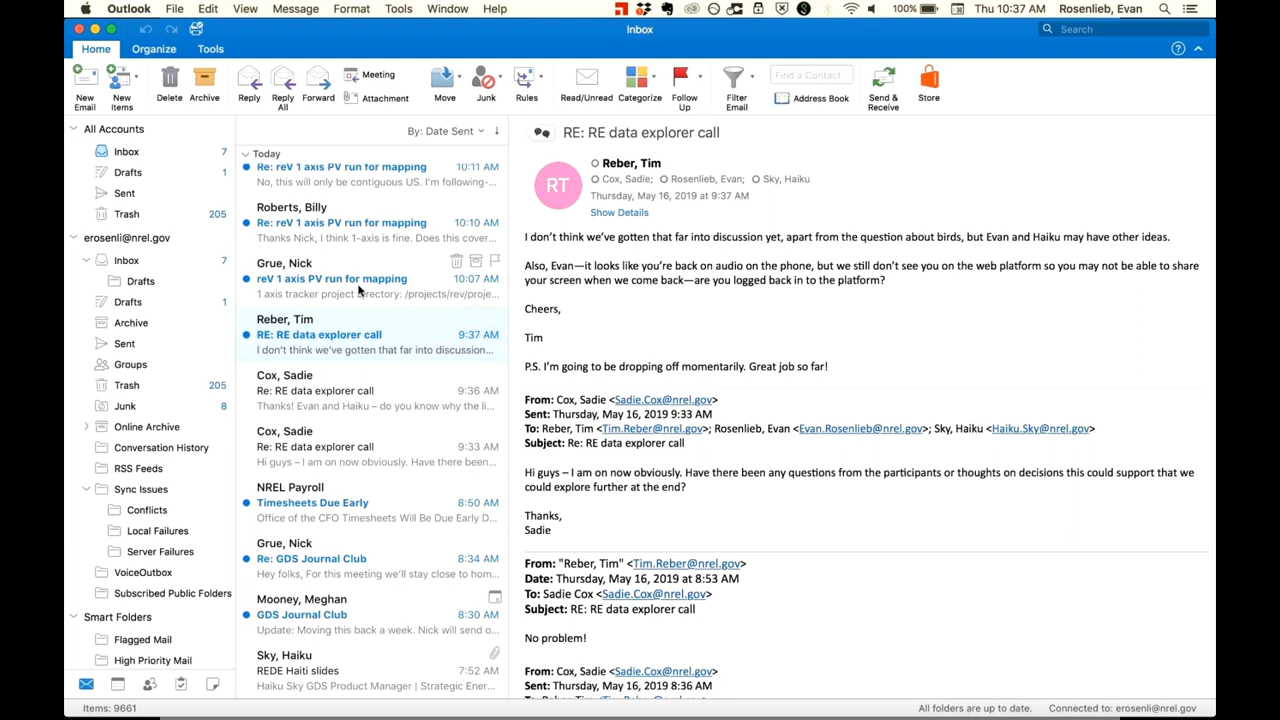 Outlook File Edit View Message Format Tools Window Help 100% Thu 10:37 AM Rosenlieb, Evan
Inbox
Search
Home Organize Tools
New Email
New Items
Delete
Archive
Reply
Reply All
Forward
Meeting
Attachment
Move
Junk
Rules
Read/Unread
Categorize
Follow Up
Filter Email
Find a Contact
Address Book
Send & Receive
Store
All Accounts
Inbox 7
Drafts 1
Sent
Trash 205
erosenli@nrel.gov
Inbox 7
Drafts
Drafts 1
Archive
Sent
Groups
Trash 205
Junk 8
Online Archive
Conversation History
RSS Feeds
Sync Issues
Conflicts
Local Failures
Server Failures
VoiceOutbox
Subscribed Public Folders
Smart Folders
Flagged Mail
High Priority Mail
By: Date Sent
Today
Re: reV 1 axis PV run for mapping 10:11 AM
No, this will only be contiguous US. I'm following-...
Roberts, Billy
Re: reV 1 axis PV run for mapping 10:10 AM
Thanks Nick, I think 1-axis is fine. Does this cover...
Grue, Nick
reV 1 axis PV run for mapping 10:07 AM
1 axis tracker project directory: /projects/rev/proje...
Reber, Tim
RE: RE data explorer call 9:37 AM
I don't think we've gotten that far into discussion...
Cox, Sadie
Re: RE data explorer call 9:36 AM
Thanks! Evan and Haiku – do you know why the li...
Cox, Sadie
Re: RE data explorer call 9:33 AM
Hi guys – I am on now obviously. Have there been...
NREL Payroll
Timesheets Due Early 8:50 AM
Office of the CFO Timesheets Will Be Due Early D...
Grue, Nick
Re: GDS Journal Club 8:34 AM
Hey folks, For this meeting we'll stay close to hom...
Mooney, Meghan
GDS Journal Club 8:30 AM
Update: Moving this back a week. Nick will send o...
Sky, Haiku
REDE Haiti slides 7:52 AM
Haiku Sky GDS Product Manager | Strategic Ener...
RE: RE data explorer call
RT
Reber, Tim
Cox, Sadie; Rosenlieb, Evan; Sky, Haiku
Thursday, May 16, 2019 at 9:37 AM
Show Details
I don't think we've gotten that far into discussion yet, apart from the question about birds, but Evan and Haiku may have other ideas.
Also, Evan—it looks like you're back on audio on the phone, but we still don't see you on the web platform so you may not be able to share
your screen when we come back—are you logged back in to the platform?
Cheers,
Tim
P.S. I'm going to be dropping off momentarily. Great job so far!
From: Cox, Sadie <Sadie.Cox@nrel.gov>
Sent: Thursday, May 16, 2019 9:33 AM
To: Reber, Tim <Tim.Reber@nrel.gov>; Rosenlieb, Evan <Evan.Rosenlieb@nrel.gov>; Sky, Haiku <Haiku.Sky@nrel.gov>
Subject: Re: RE data explorer call
Hi guys – I am on now obviously. Have there been any questions from the participants or thoughts on decisions this could support that we
could explore further at the end?
Thanks,
Sadie
From: "Reber, Tim" <Tim.Reber@nrel.gov>
Date: Thursday, May 16, 2019 at 8:53 AM
To: Sadie Cox <Sadie.Cox@nrel.gov>
Subject: RE: RE data explorer call
No problem!
From: Cox, Sadie <Sadie.Cox@nrel.gov>
Sent: Thursday, May 16, 2019 8:36 AM
Items: 9661
All folders are up to date.
Connected to: erosenli@nrel.gov